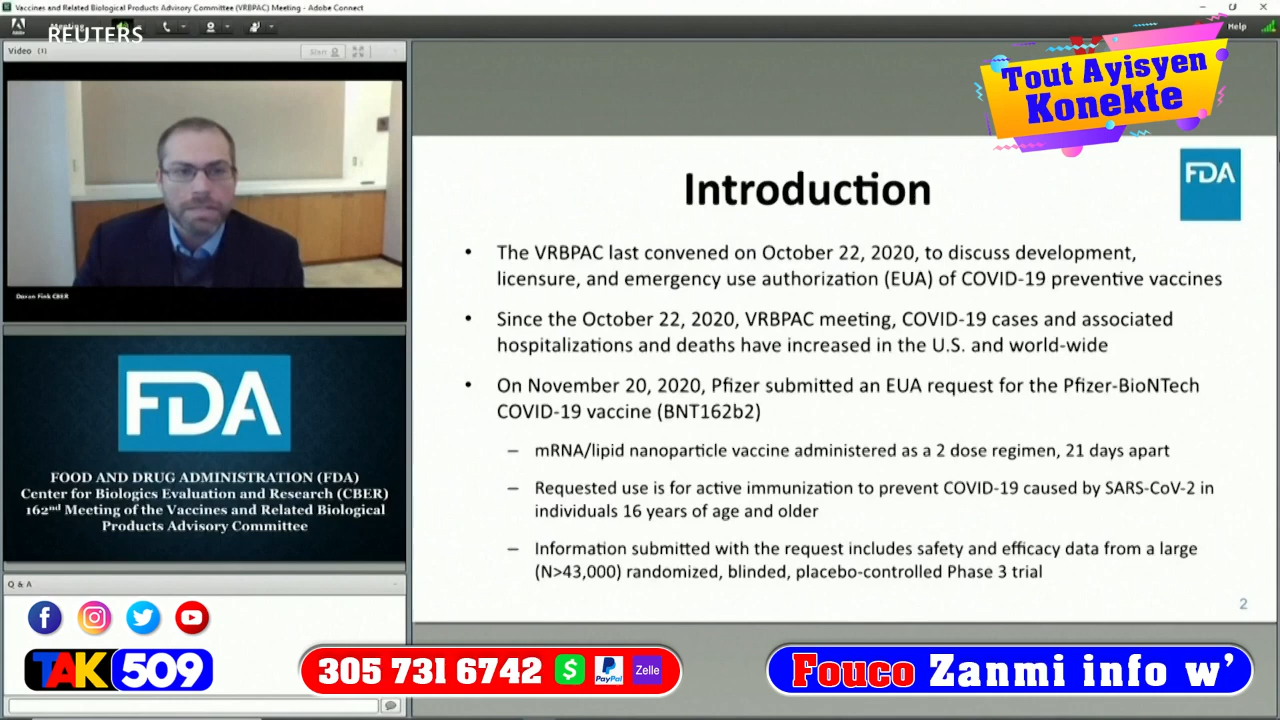 Vaccines and Related Biological Products Advisory Committee (VRBPAC) Meeting - Adobe Connect
Meeting
Help
REUTERS
Video (1)
Start
Doran Fink CBER
FDA
FOOD AND DRUG ADMINISTRATION (FDA)
Center for Biologics Evaluation and Research (CBER)
162nd Meeting of the Vaccines and Related Biological
Products Advisory Committee
Q & A
Tout Ayisyen
Konekte
FDA
Introduction
• The VRBPAC last convened on October 22, 2020, to discuss development,
licensure, and emergency use authorization (EUA) of COVID-19 preventive vaccines
• Since the October 22, 2020, VRBPAC meeting, COVID-19 cases and associated
hospitalizations and deaths have increased in the U.S. and world-wide
• On November 20, 2020, Pfizer submitted an EUA request for the Pfizer-BioNTech
COVID-19 vaccine (BNT162b2)
– mRNA/lipid nanoparticle vaccine administered as a 2 dose regimen, 21 days apart
– Requested use is for active immunization to prevent COVID-19 caused by SARS-CoV-2 in
individuals 16 years of age and older
– Information submitted with the request includes safety and efficacy data from a large
(N>43,000) randomized, blinded, placebo-controlled Phase 3 trial
2
TAK 509
305 731 6742 $ PayPal Zelle
Fouco Zanmi info w'